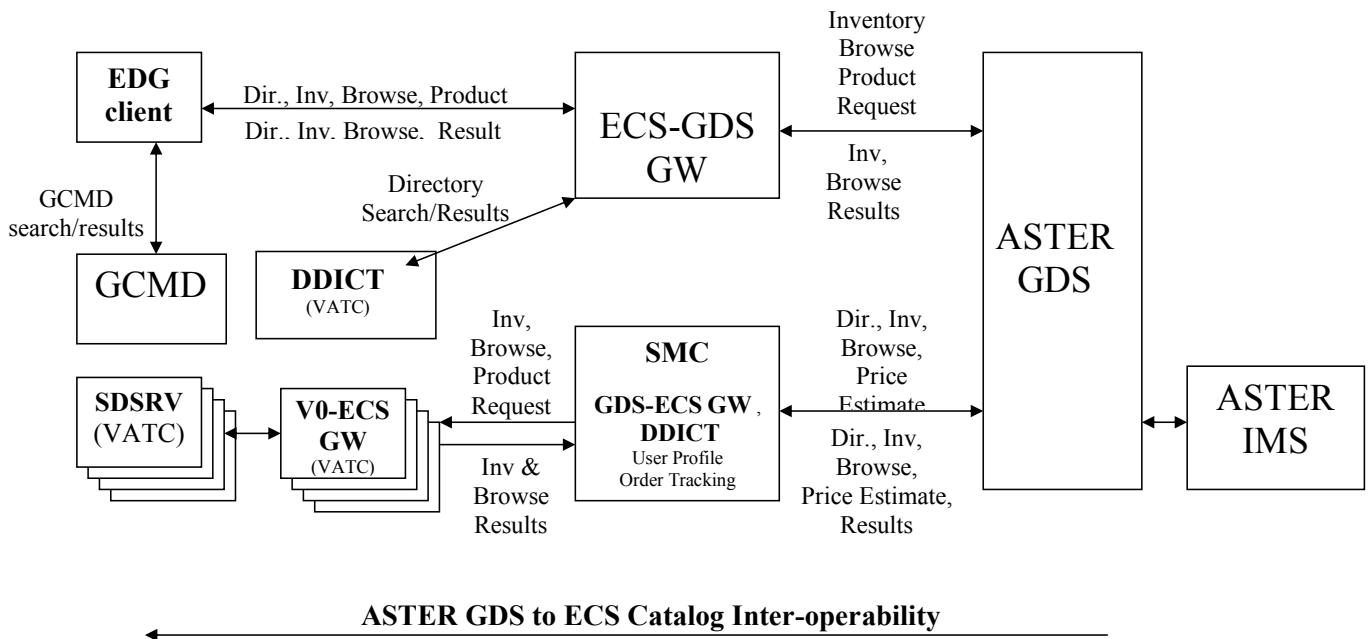 EDG
client
Dir., Inv, Browse, Product
Dir., Inv, Browse, Result
GCMD
search/results
GCMD
Directory
Search/Results
DDICT
(VATC)
ECS-GDS
GW
Inventory
Browse
Product
Request
Inv,
Browse
Results
ASTER
GDS
SDSRV
(VATC)
V0-ECS
GW
(VATC)
Inv,
Browse,
Product
Request
Inv &
Browse
Results
SMC
GDS-ECS GW ,
DDICT
User Profile
Order Tracking
Dir., Inv,
Browse,
Price
Estimate
Dir., Inv,
Browse,
Price Estimate,
Results
ASTER
IMS
ASTER GDS to ECS Catalog Inter-operability